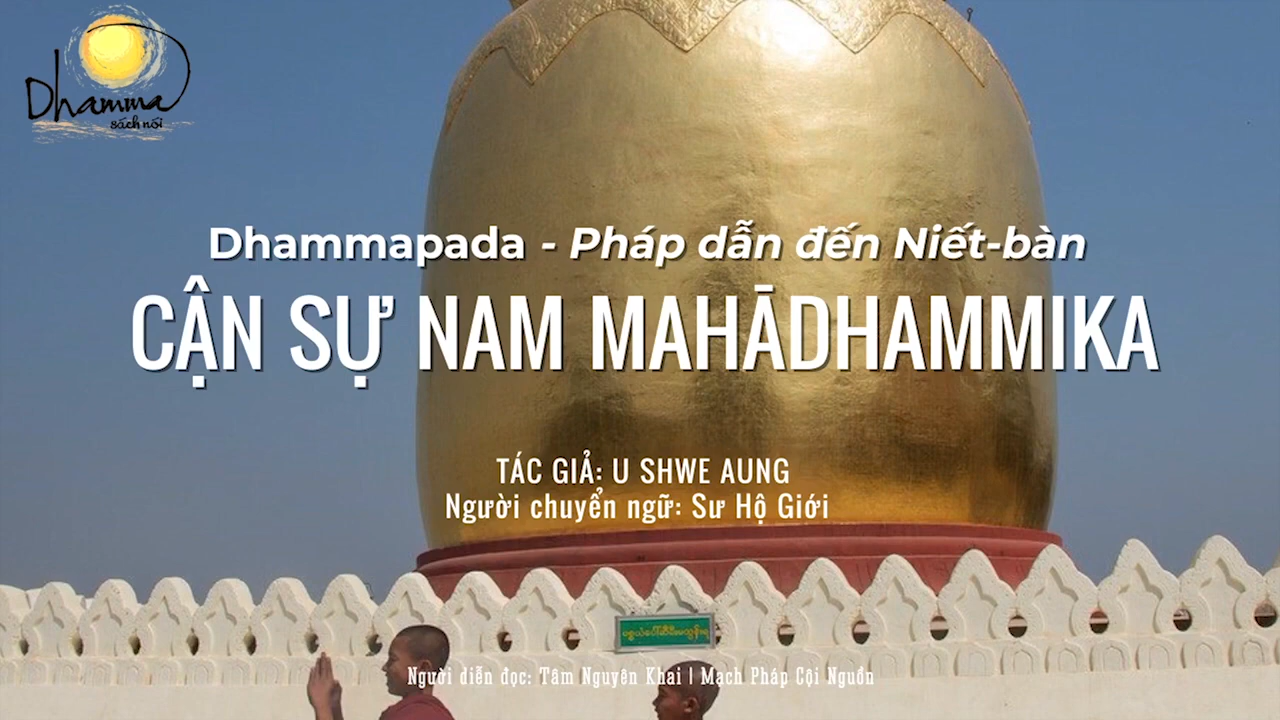 Dhamma
sách nói
Dhammapada - Pháp dẫn đến Niết-bàn
CẬN SỰ NAM MAHĀDHAMMIKA
TÁC GIẢ: U SHWE AUNG
Người chuyển ngữ: Sư Hộ Giới
Người diễn đọc: Tâm Nguyên Khai | Mạch Pháp Cội Nguồn